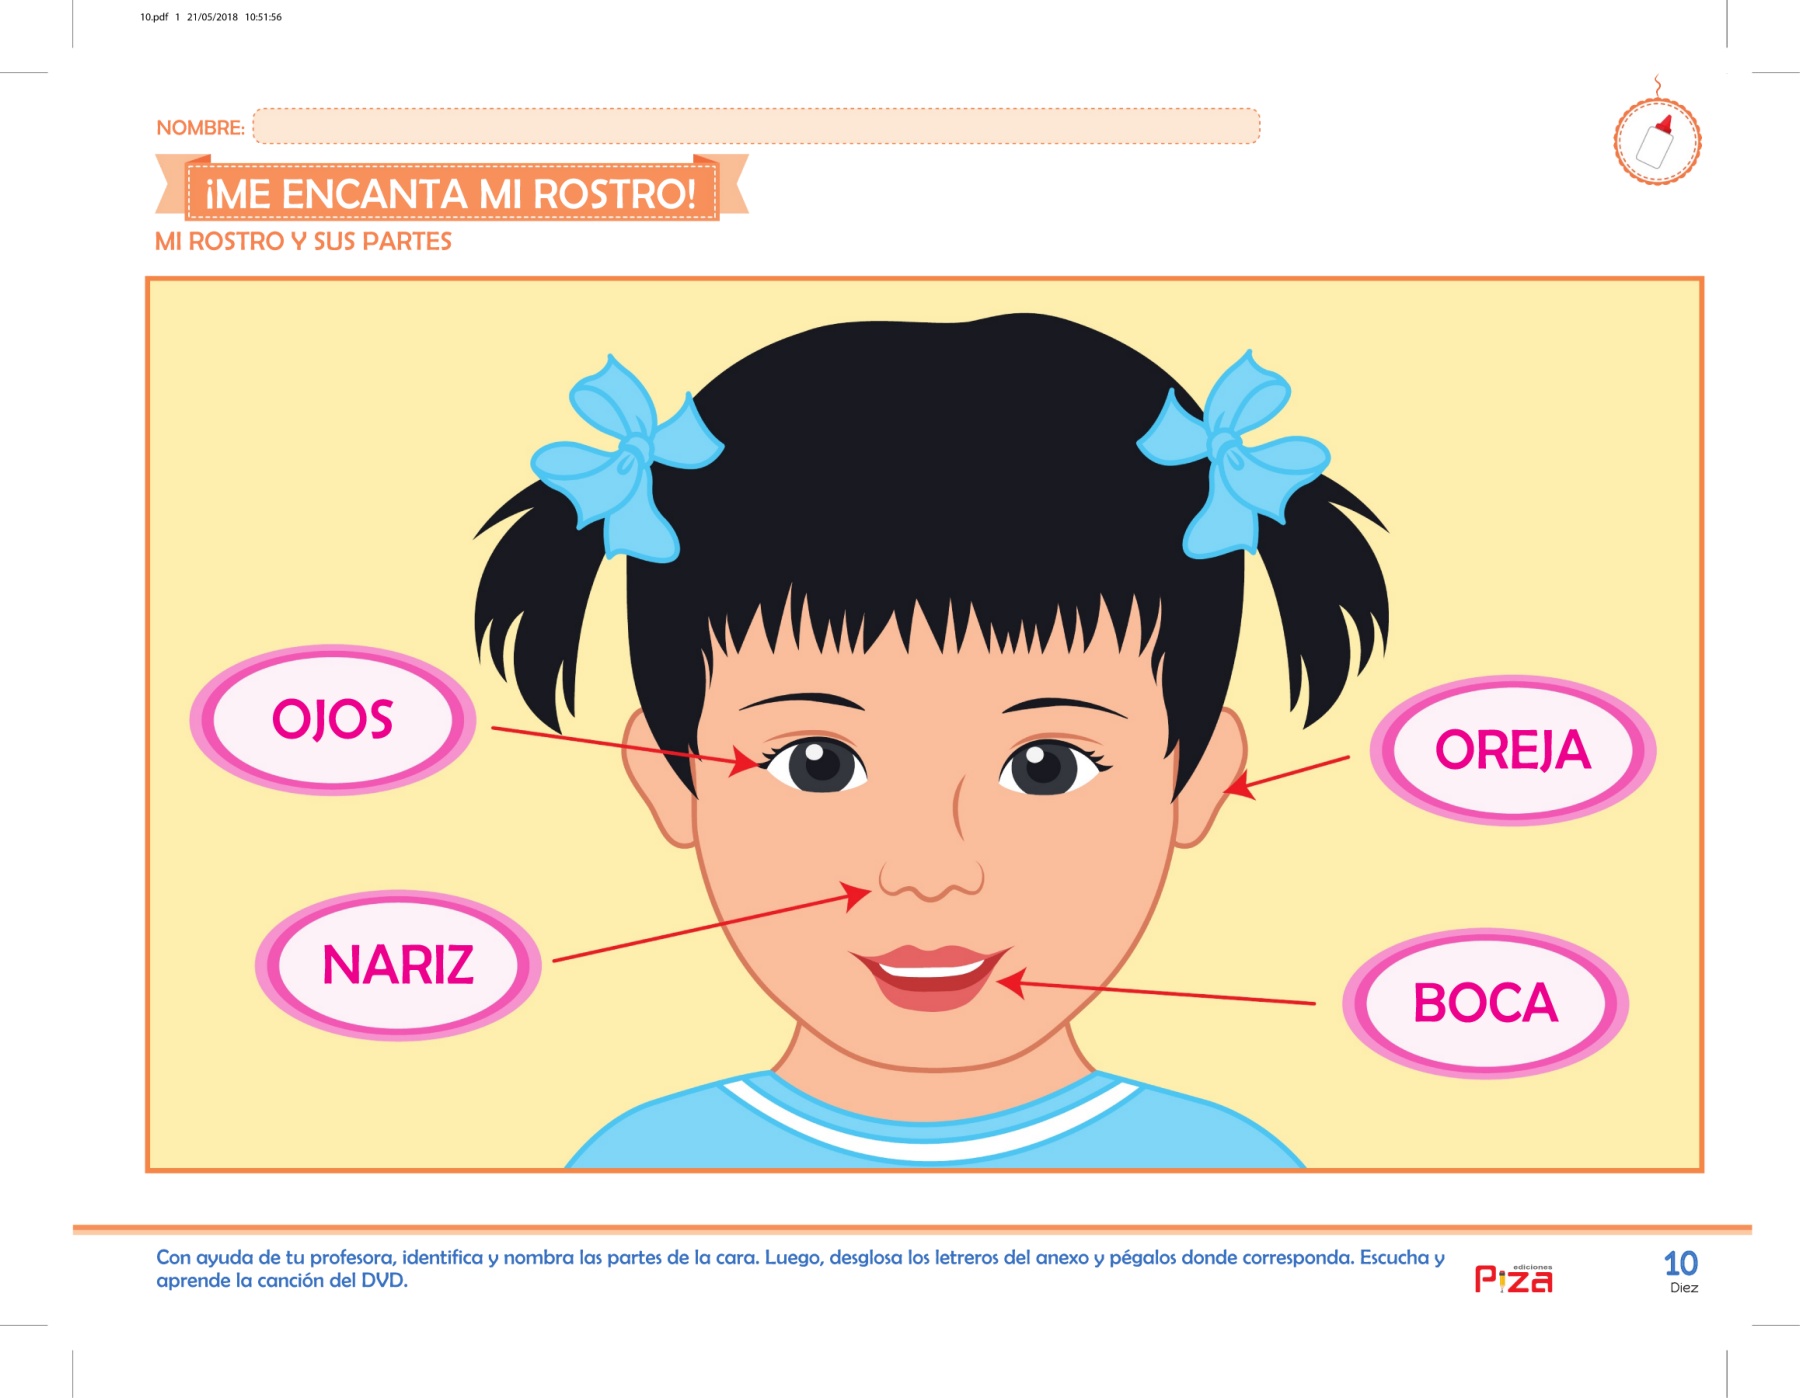 10.pdf 1 21/05/2018 10:51:56
NOMBRE:
¡ME ENCANTA MI ROSTRO!
MI ROSTRO Y SUS PARTES
OJOS
OREJA
NARIZ
BOCA
Con ayuda de tu profesora, identifica y nombra las partes de la cara. Luego, desglosa los letreros del anexo y pégalos donde corresponda. Escucha y
aprende la canción del DVD.
ediciones
Piza
10
Diez